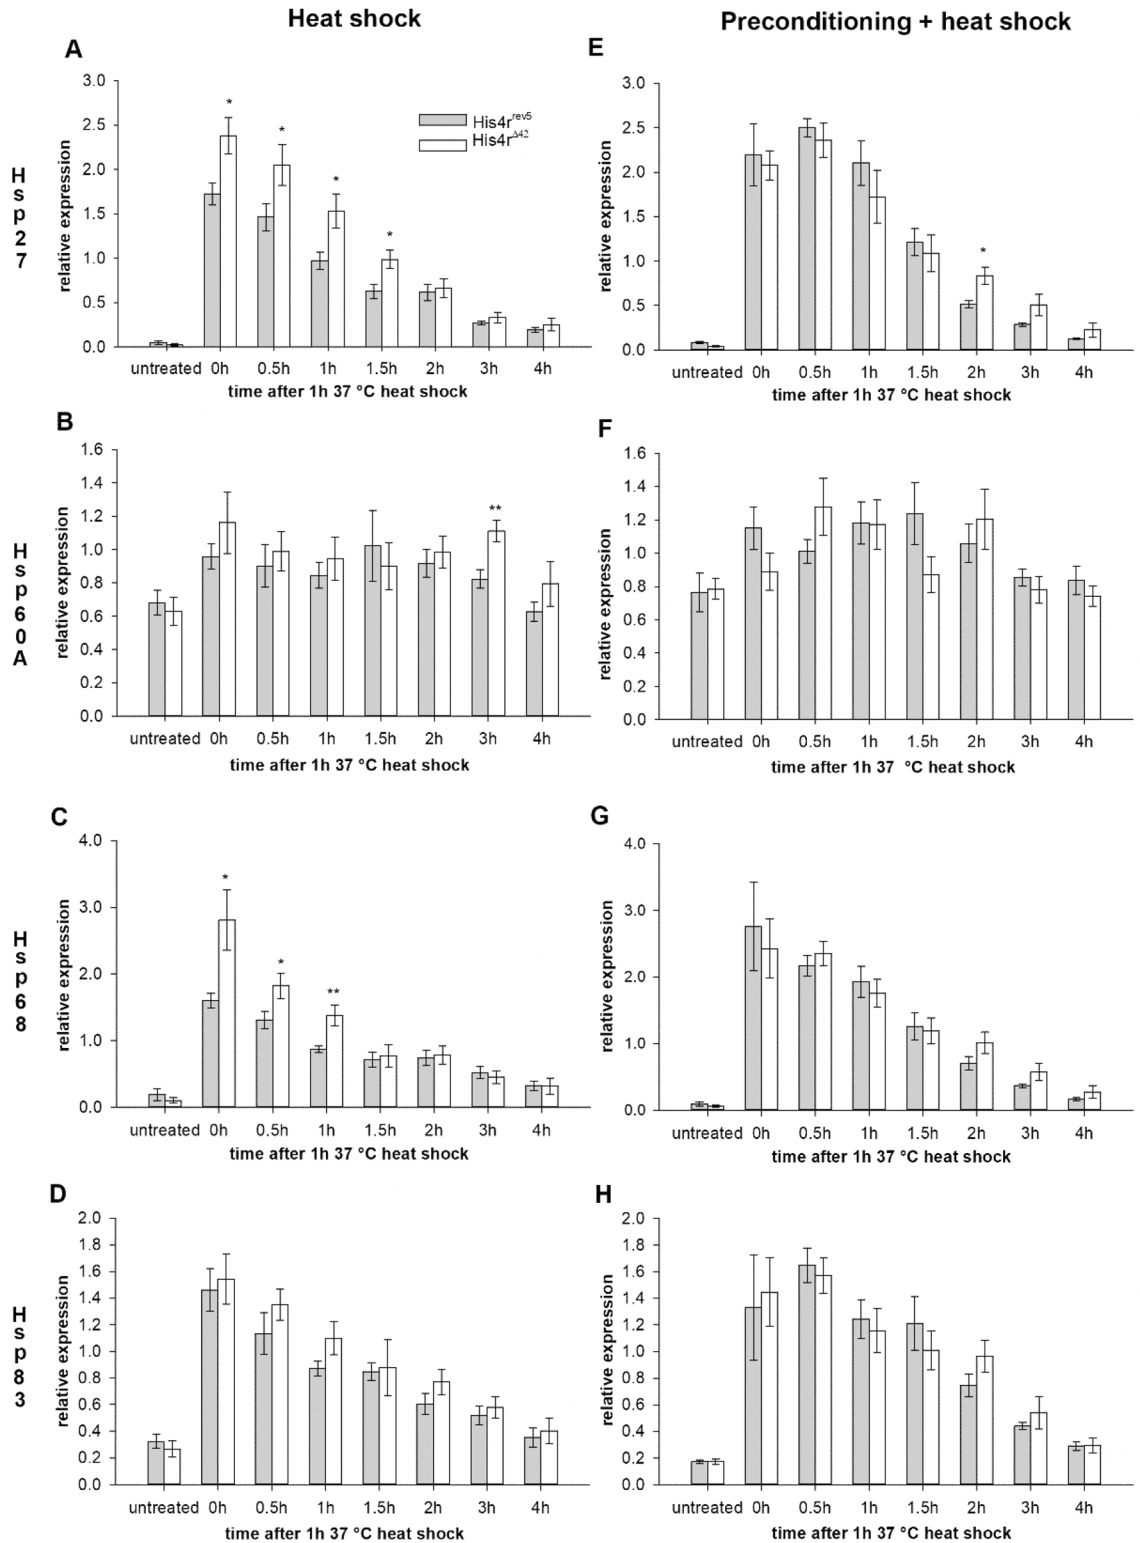 Heat shock
Preconditioning + heat shock
Hsp27
A
relative expression
3.0
2.5
2.0
1.5
1.0
0.5
0.0
* * * *
His4r^rev5
His4r^Δ42
untreated 0h 0.5h 1h 1.5h 2h 3h 4h
time after 1h 37 °C heat shock
E
relative expression
3.0
2.5
2.0
1.5
1.0
0.5
0.0
*
untreated 0h 0.5h 1h 1.5h 2h 3h 4h
time after 1h 37 °C heat shock
Hsp60A
B
relative expression
1.6
1.4
1.2
1.0
0.8
0.6
0.4
0.2
0.0
**
untreated 0h 0.5h 1h 1.5h 2h 3h 4h
time after 1h 37 °C heat shock
F
relative expression
1.6
1.4
1.2
1.0
0.8
0.6
0.4
0.2
0.0
untreated 0h 0.5h 1h 1.5h 2h 3h 4h
time after 1h 37 °C heat shock
Hsp68
C
relative expression
4.0
3.0
2.0
1.0
0.0
* * **
untreated 0h 0.5h 1h 1.5h 2h 3h 4h
time after 1h 37 °C heat shock
G
relative expression
4.0
3.0
2.0
1.0
0.0
untreated 0h 0.5h 1h 1.5h 2h 3h 4h
time after 1h 37 °C heat shock
Hsp83
D
relative expression
2.0
1.8
1.6
1.4
1.2
1.0
0.8
0.6
0.4
0.2
0.0
untreated 0h 0.5h 1h 1.5h 2h 3h 4h
time after 1h 37 °C heat shock
H
relative expression
2.0
1.8
1.6
1.4
1.2
1.0
0.8
0.6
0.4
0.2
0.0
untreated 0h 0.5h 1h 1.5h 2h 3h 4h
time after 1h 37 °C heat shock